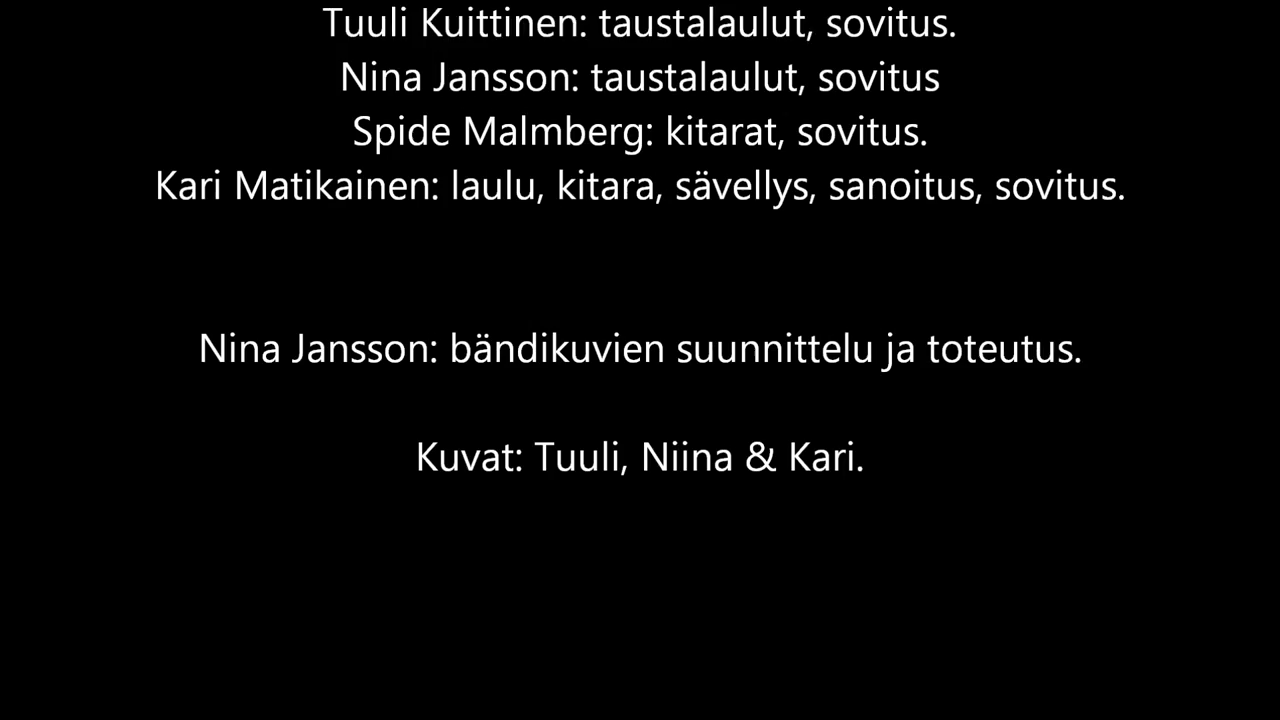 Tuuli Kuittinen: taustalaulut, sovitus.
Nina Jansson: taustalaulut, sovitus
Spide Malmberg: kitarat, sovitus.
Kari Matikainen: laulu, kitara, sävellys, sanoitus, sovitus.
Nina Jansson: bändikuvien suunnittelu ja toteutus.
Kuvat: Tuuli, Niina & Kari.